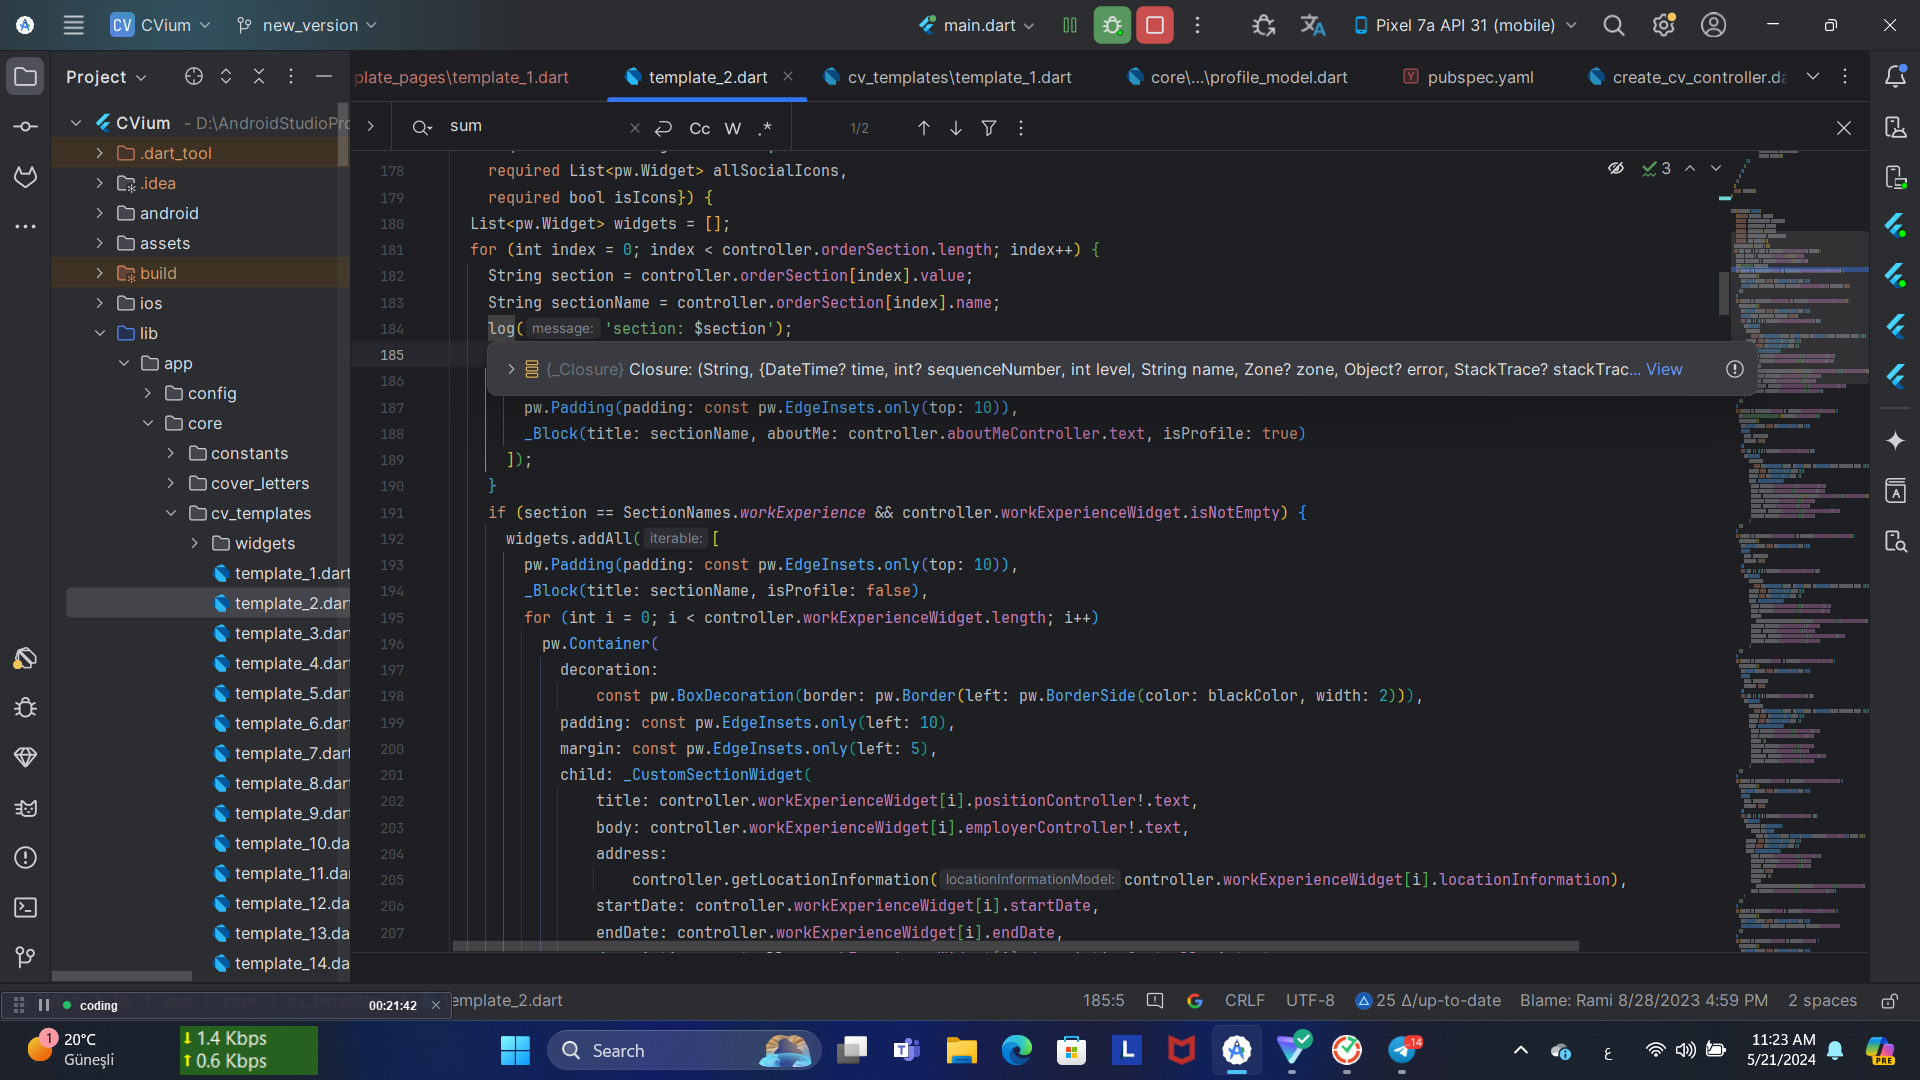 CV CVium
new_version
main.dart
Pixel 7a API 31 (mobile)
Project
plate_pages\template_1.dart
template_2.dart
cv_templates\template_1.dart
core\...\profile_model.dart
pubspec.yaml
create_cv_controller.da
CVium - D:\AndroidStudioPro
.dart_tool
.idea
android
assets
build
ios
lib
app
config
core
constants
cover_letters
cv_templates
widgets
template_1.dart
template_2.dart
template_3.dart
template_4.dart
template_5.dart
template_6.dart
template_7.dart
template_8.dart
template_9.dart
template_10.da
template_11.dar
template_12.da
template_13.da
template_14.da
sum
Cc W .*
1/2
3
178 required List<pw.Widget> allSocialIcons,
179 required bool isIcons}) {
180 List<pw.Widget> widgets = [];
181 for (int index = 0; index < controller.orderSection.length; index++) {
182 String section = controller.orderSection[index].value;
183 String sectionName = controller.orderSection[index].name;
184 log( message: 'section: $section');
185
{_Closure} Closure: (String, {DateTime? time, int? sequenceNumber, int level, String name, Zone? zone, Object? error, StackTrace? stackTrac... View
186
187 pw.Padding(padding: const pw.EdgeInsets.only(top: 10)),
188 _Block(title: sectionName, aboutMe: controller.aboutMeController.text, isProfile: true)
189 ]);
190 }
191 if (section == SectionNames.workExperience && controller.workExperienceWidget.isNotEmpty) {
192 widgets.addAll( iterable: [
193 pw.Padding(padding: const pw.EdgeInsets.only(top: 10)),
194 _Block(title: sectionName, isProfile: false),
195 for (int i = 0; i < controller.workExperienceWidget.length; i++)
196 pw.Container(
197 decoration:
198 const pw.BoxDecoration(border: pw.Border(left: pw.BorderSide(color: blackColor, width: 2))),
199 padding: const pw.EdgeInsets.only(left: 10),
200 margin: const pw.EdgeInsets.only(left: 5),
201 child: _CustomSectionWidget(
202 title: controller.workExperienceWidget[i].positionController!.text,
203 body: controller.workExperienceWidget[i].employerController!.text,
204 address:
205 controller.getLocationInformation( locationInformationModel: controller.workExperienceWidget[i].locationInformation),
206 startDate: controller.workExperienceWidget[i].startDate,
207 endDate: controller.workExperienceWidget[i].endDate,
coding 00:21:42
emplate_2.dart
185:5
CRLF
UTF-8
25 Δ/up-to-date
Blame: Rami 8/28/2023 4:59 PM
2 spaces
1
20°C
Güneşli
1.4 Kbps
0.6 Kbps
Search
L
..14
ع
11:23 AM
5/21/2024
PRE